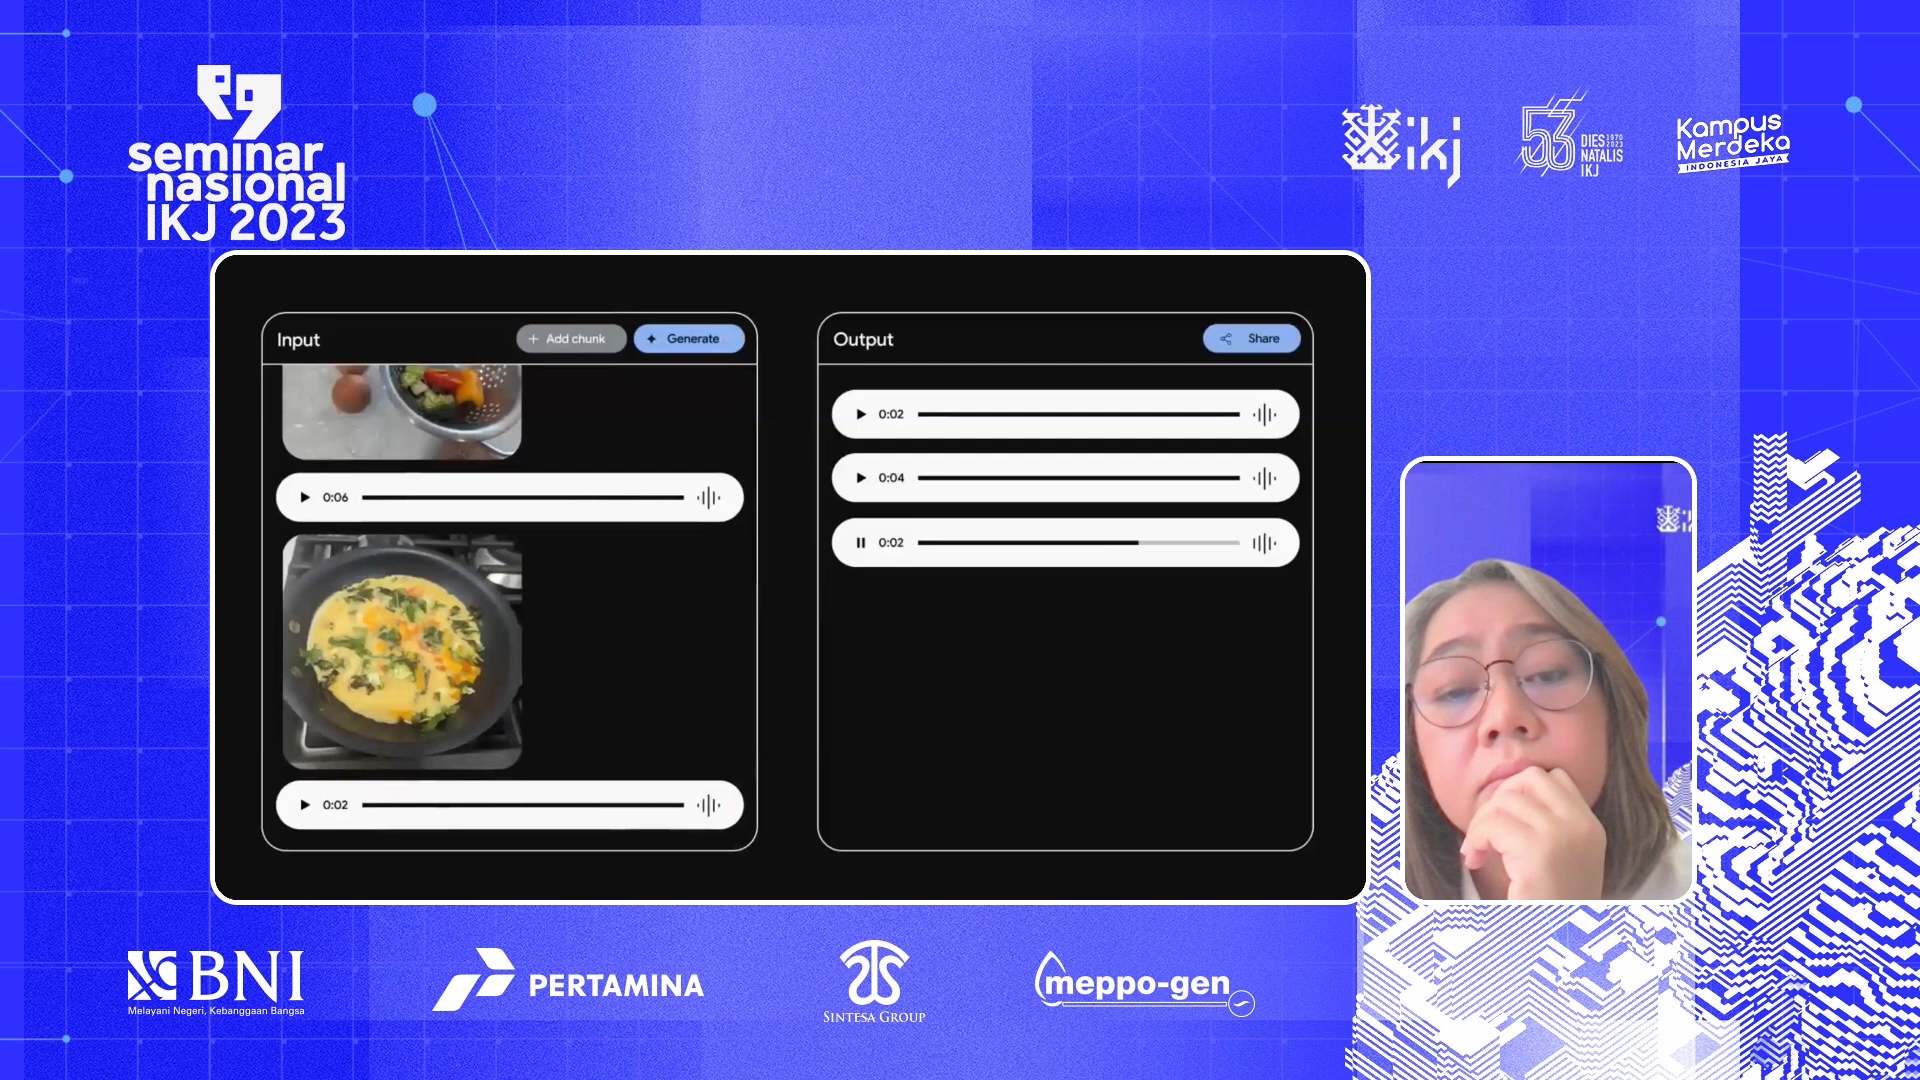 seminar
nasional
IKJ 2023
ikj
53
DIES 1970
NATALIS 2023
IKJ
Kampus
Merdeka
INDONESIA JAYA
Input
+ Add chunk
Generate
0:06
0:02
Output
Share
0:02
0:04
0:02
BNI
Melayani Negeri, Kebanggaan Bangsa
PERTAMINA
SINTESA GROUP
meppo-gen